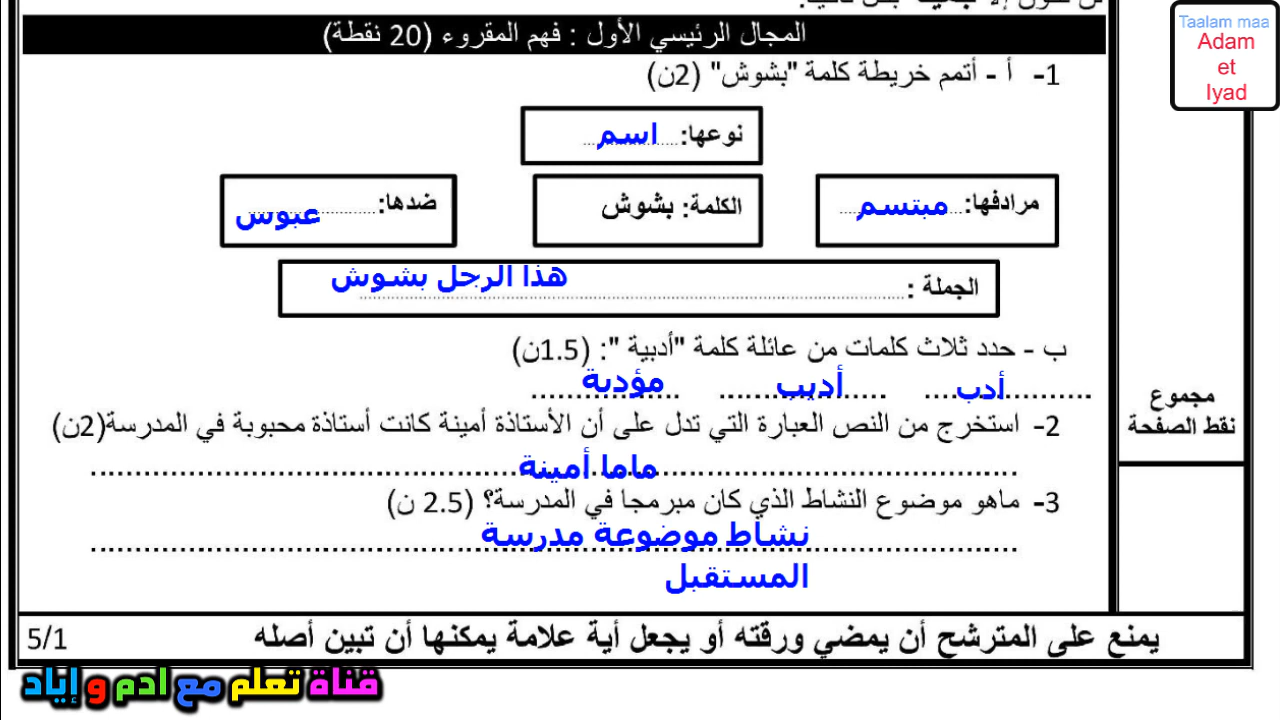 Taalam maa
Adam
et
Iyad
المجال الرئيسي الأول : فهم المقروء (20 نقطة)
1- أ - أتمم خريطة كلمة "بشوش" (2ن)
نوعها: اسم
مرادفها: مبتسم
الكلمة: بشوش
ضدها: عبوس
الجملة : هذا الرجل بشوش
ب - حدد ثلاث كلمات من عائلة كلمة "أدبية ": (1.5ن)
أدب أديب مؤدبة
2- استخرج من النص العبارة التي تدل على أن الأستاذة أمينة كانت أستاذة محبوبة في المدرسة(2ن)
ماما أمينة
3- ماهو موضوع النشاط الذي كان مبرمجا في المدرسة؟ (2.5 ن)
نشاط موضوعة مدرسة
المستقبل
مجموع
نقط الصفحة
يمنع على المترشح أن يمضي ورقته أو يجعل أية علامة يمكنها أن تبين أصله
5/1
قناة تعلم مع ادم و إياد